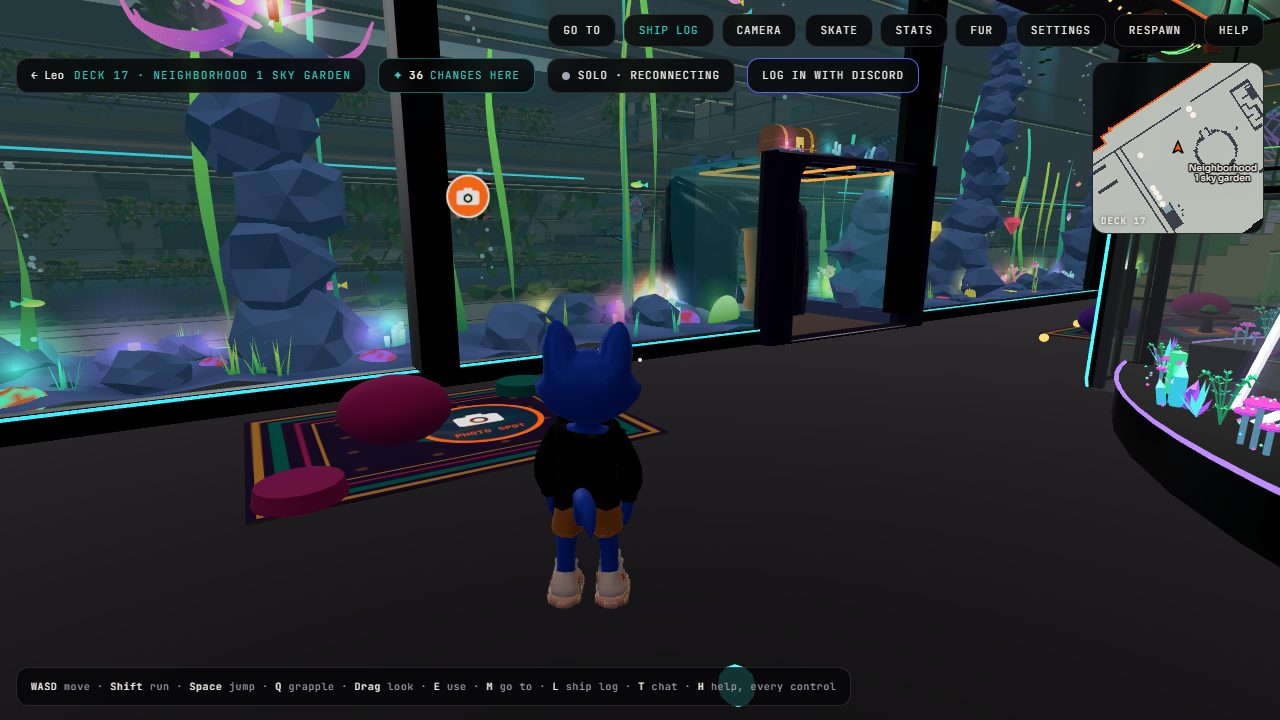 GO TO
SHIP LOG
CAMERA
SKATE
STATS
FUR
SETTINGS
RESPAWN
HELP
← Leo DECK 17 · NEIGHBORHOOD 1 SKY GARDEN
✦ 36 CHANGES HERE
SOLO · RECONNECTING
LOG IN WITH DISCORD
Neighborhood
1 sky garden
DECK 17
PHOTO SPOT
WASD move · Shift run · Space jump · Q grapple · Drag look · E use · M go to · L ship log · T chat · H help, every control